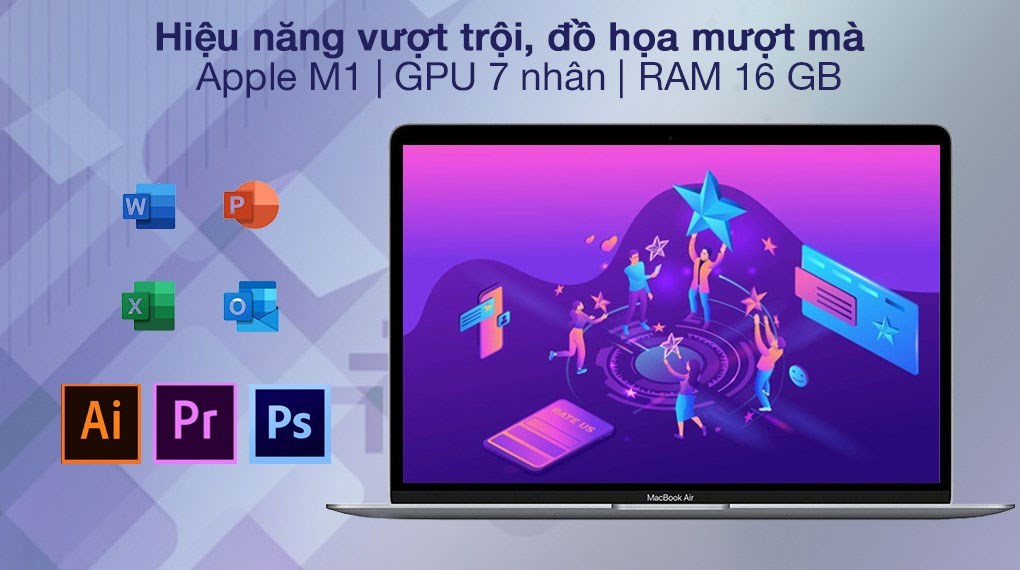 Hiệu năng vượt trội, đồ họa mượt mà
Apple M1 | GPU 7 nhân | RAM 16 GB
W
P
X
O
Ai
Pr
Ps
RATE US
MacBook Air